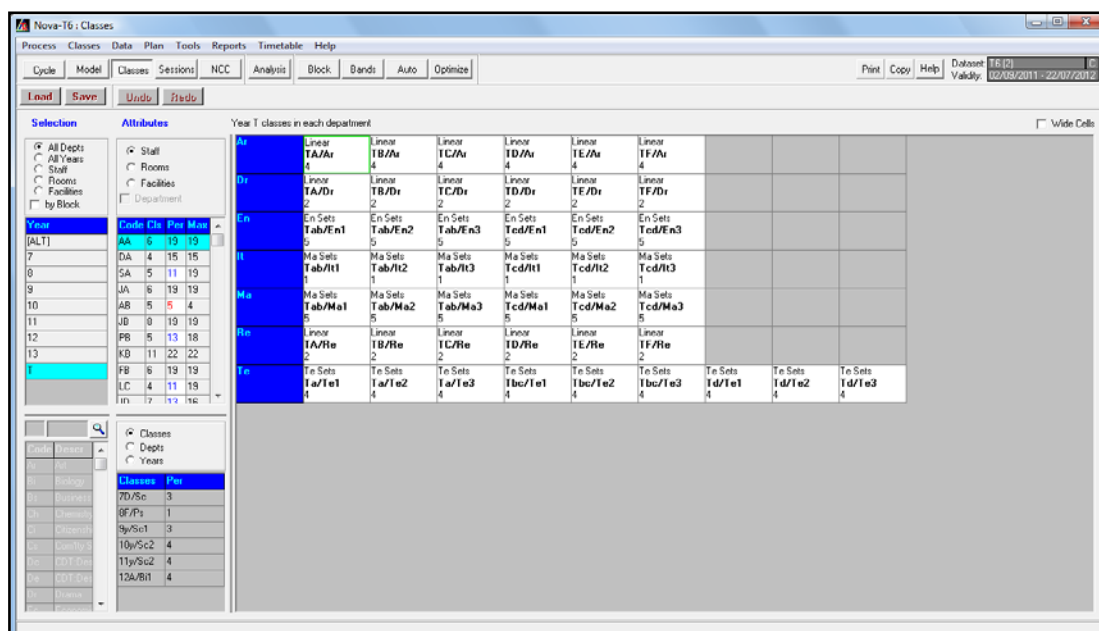 Nova-T6 : Classes
Process Classes Data Plan Tools Reports Timetable Help
Cycle Model Classes Sessions NCC Analysis Block Bands Auto Optimize Print Copy Help Dataset: T6 (2) C
Validity: 02/09/2011 - 22/07/2012
Load Save Undo Redo
Selection Attributes Year T classes in each department Wide Cells
All Depts
All Years
Staff
Rooms
Facilities
by Block
Staff
Rooms
Facilities
Department
Year
[ALT]
7
8
9
10
11
12
13
T
Code Cls Per Max
AA 6 19 19
DA 4 15 15
SA 5 11 19
JA 6 19 19
AB 5 5 4
JB 8 19 19
PB 5 13 18
KB 11 22 22
FB 6 19 19
LC 4 11 19
JD 7 13 16
Ar Linear Linear Linear Linear Linear Linear
TA/Ar TB/Ar TC/Ar TD/Ar TE/Ar TF/Ar
4 4 4 4 4 4
Dr Linear Linear Linear Linear Linear Linear
TA/Dr TB/Dr TC/Dr TD/Dr TE/Dr TF/Dr
2 2 2 2 2 2
En En Sets En Sets En Sets En Sets En Sets En Sets
Tab/En1 Tab/En2 Tab/En3 Tcd/En1 Tcd/En2 Tcd/En3
5 5 5 5 5 5
It Ma Sets Ma Sets Ma Sets Ma Sets Ma Sets Ma Sets
Tab/It1 Tab/It2 Tab/It3 Tcd/It1 Tcd/It2 Tcd/It3
1 1 1 1 1 1
Ma Ma Sets Ma Sets Ma Sets Ma Sets Ma Sets Ma Sets
Tab/Ma1 Tab/Ma2 Tab/Ma3 Tcd/Ma1 Tcd/Ma2 Tcd/Ma3
5 5 5 5 5 5
Re Linear Linear Linear Linear Linear Linear
TA/Re TB/Re TC/Re TD/Re TE/Re TF/Re
2 2 2 2 2 2
Te Te Sets Te Sets Te Sets Te Sets Te Sets Te Sets Te Sets Te Sets Te Sets
Ta/Te1 Ta/Te2 Ta/Te3 Tbc/Te1 Tbc/Te2 Tbc/Te3 Td/Te1 Td/Te2 Td/Te3
4 4 4 4 4 4 4 4 4
Code Descr
Ar Art
Bi Biology
Bs Business
Ch Chemistry
Ci Citizensh
Cs
De CDT Des
De CDT Des
Dr Drama
Classes
Depts
Years
Classes Per
7D/Sc 3
8F/Ps 1
9y/Sc1 3
10y/Sc2 4
11y/Sc2 4
12A/Bi1 4